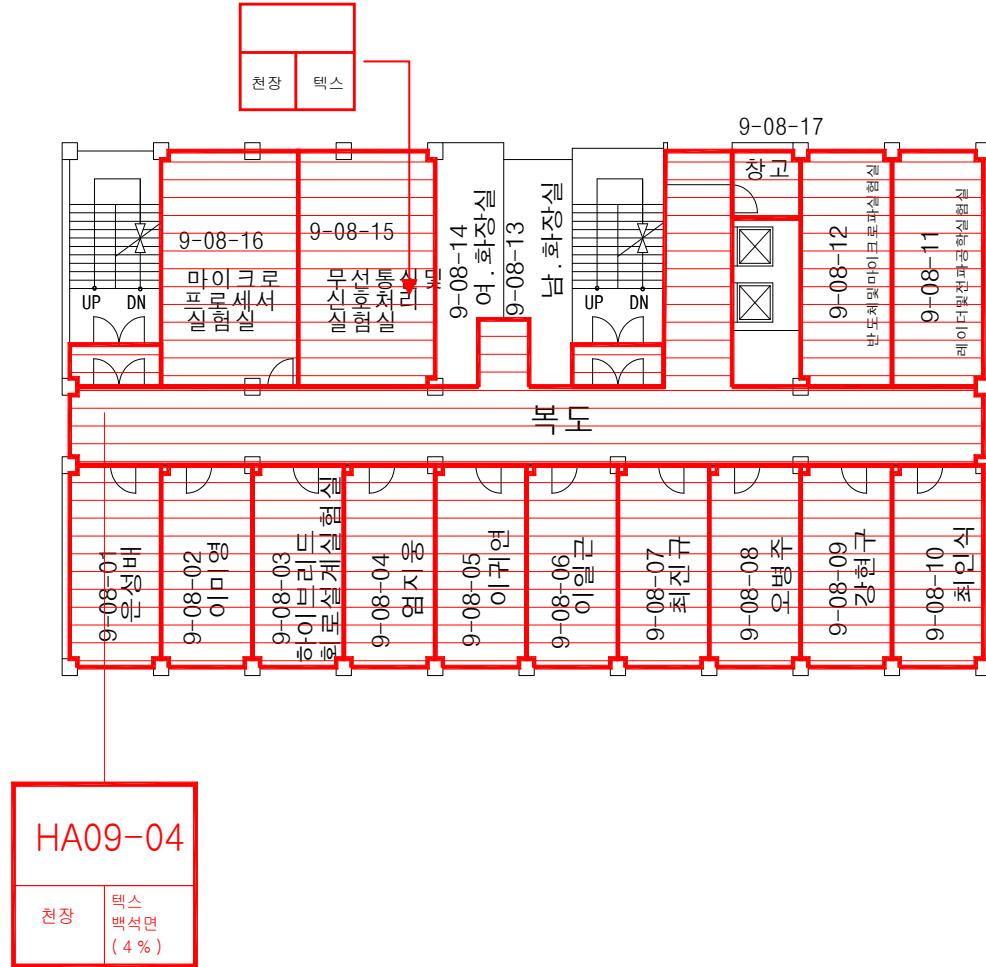 천장 텍스
9-08-17
창고
9-08-16
마이크로
프로세서
실험실
9-08-15
무선통신및
신호처리
실험실
9-08-14
여.화장실
9-08-13
남.화장실
9-08-12
반도체및마이크로파실험실
9-08-11
레이더및전파공학실험실
UP DN
UP DN
복도
9-08-01
은성배
9-08-02
이미영
9-08-03
하이브리드
회로설계실험실
9-08-04
엄지웅
9-08-05
이귀연
9-08-06
이일근
9-08-07
최진규
9-08-08
오병주
9-08-09
강현구
9-08-10
최인식
HA09-04
천장
텍스
백석면
(4%)